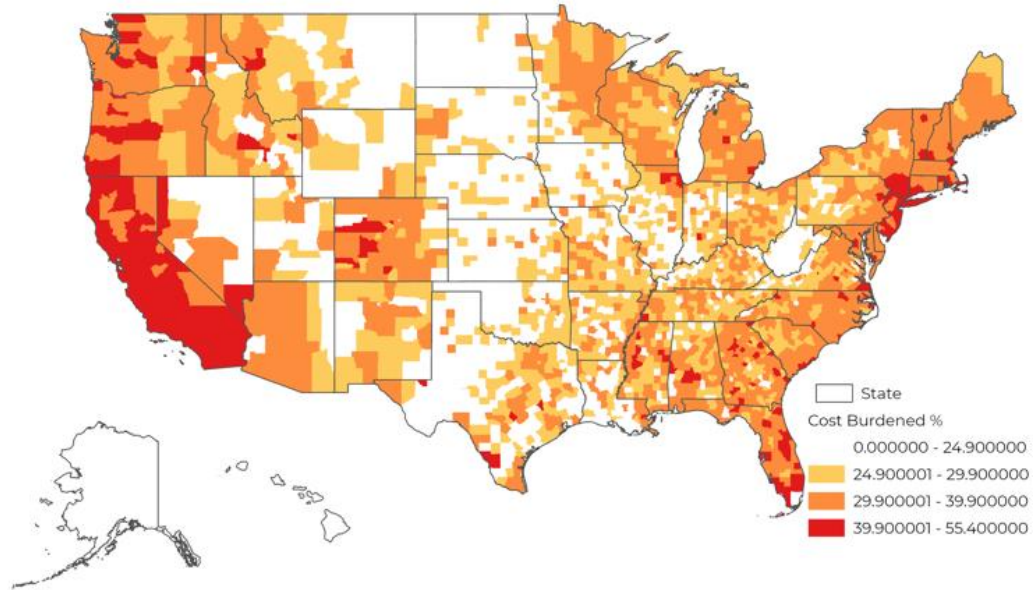 State
Cost Burdened %
0.000000 - 24.900000
24.900001 - 29.900000
29.900001 - 39.900000
39.900001 - 55.400000